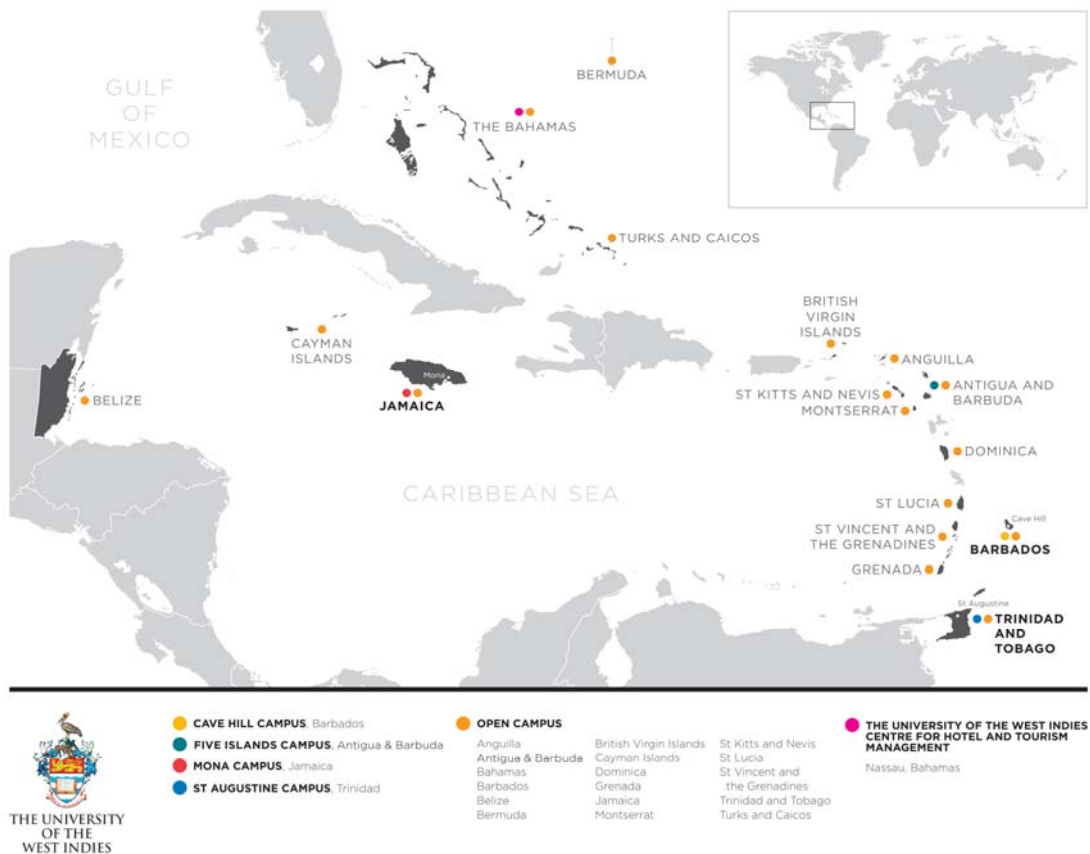 GULF
OF
MEXICO
BERMUDA
THE BAHAMAS
TURKS AND CAICOS
BRITISH
VIRGIN
ISLANDS
CAYMAN
ISLANDS
Mona
JAMAICA
BELIZE
ANGUILLA
ST KITTS AND NEVIS
MONTSERRAT
ANTIGUA AND
BARBUDA
DOMINICA
CARIBBEAN SEA
ST LUCIA
ST VINCENT AND
THE GRENADINES
Cave Hill
BARBADOS
GRENADA
St Augustine
TRINIDAD
AND
TOBAGO
THE UNIVERSITY
OF THE
WEST INDIES
CAVE HILL CAMPUS, Barbados
FIVE ISLANDS CAMPUS, Antigua & Barbuda
MONA CAMPUS, Jamaica
ST AUGUSTINE CAMPUS, Trinidad
OPEN CAMPUS
Anguilla
Antigua & Barbuda
Bahamas
Barbados
Belize
Bermuda
British Virgin Islands
Cayman Islands
Dominica
Grenada
Jamaica
Montserrat
St Kitts and Nevis
St Lucia
St Vincent and
the Grenadines
Trinidad and Tobago
Turks and Caicos
THE UNIVERSITY OF THE WEST INDIES
CENTRE FOR HOTEL AND TOURISM
MANAGEMENT
Nassau, Bahamas